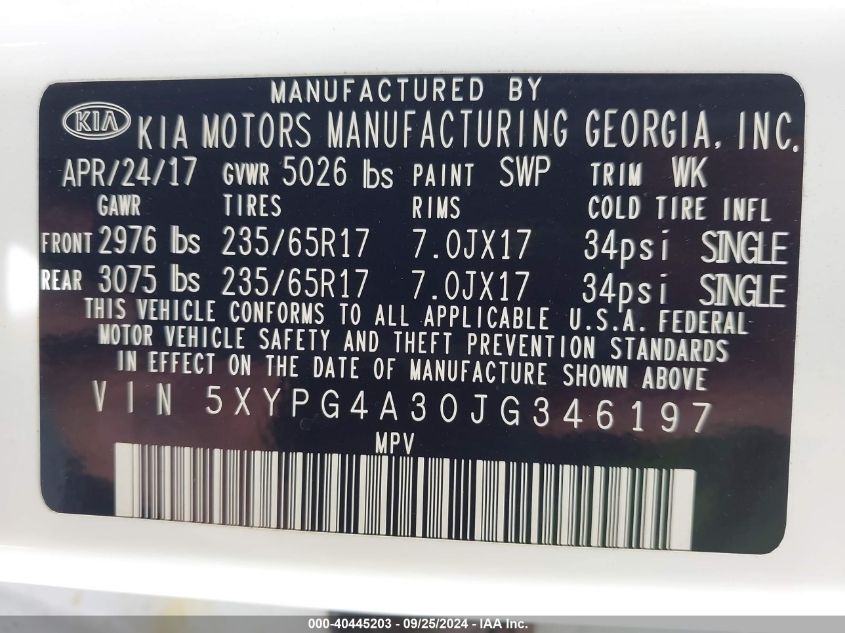 MANUFACTURED BY
KIA KIA MOTORS MANUFACTURING GEORGIA, INC.
APR/24/17 GVWR 5026 lbs PAINT SWP TRIM WK
GAWR TIRES RIMS COLD TIRE INFL
FRONT 2976 lbs 235/65R17 7.0JX17 34psi SINGLE
REAR 3075 lbs 235/65R17 7.0JX17 34psi SINGLE
THIS VEHICLE CONFORMS TO ALL APPLICABLE U.S.A. FEDERAL
MOTOR VEHICLE SAFETY AND THEFT PREVENTION STANDARDS
IN EFFECT ON THE DATE OF MANUFACTURE SHOWN ABOVE
VIN 5XYPG4A30JG346197
MPV
000-40445203 - 09/25/2024 - IAA Inc.